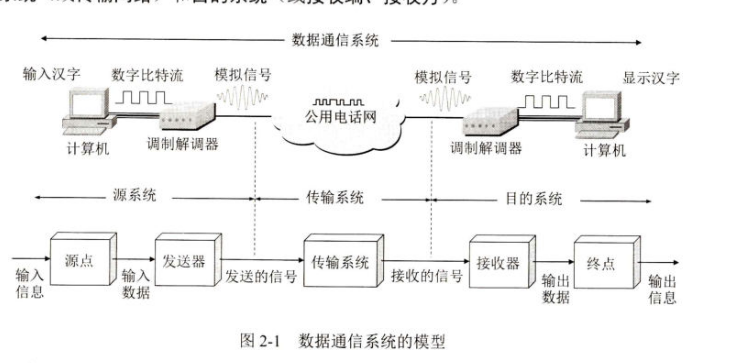 数据通信系统
输入汉字 数字比特流 模拟信号 模拟信号 数字比特流 显示汉字
公用电话网
计算机 调制解调器 调制解调器 计算机
源系统 传输系统 目的系统
源点 发送器 传输系统 接收器 终点
输入信息 输入数据 发送的信号 接收的信号 输出数据 输出信息
图 2-1 数据通信系统的模型